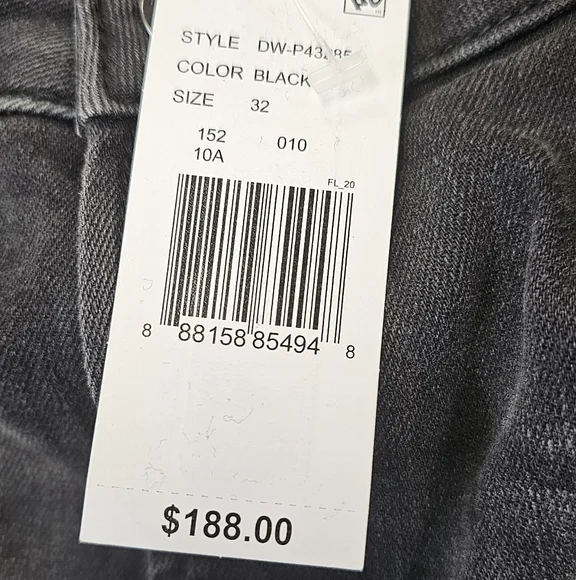 STYLE
COLOR BLACK
SIZE 32
152 010
10A
FL_20
8 88158 85494 8
$188.00